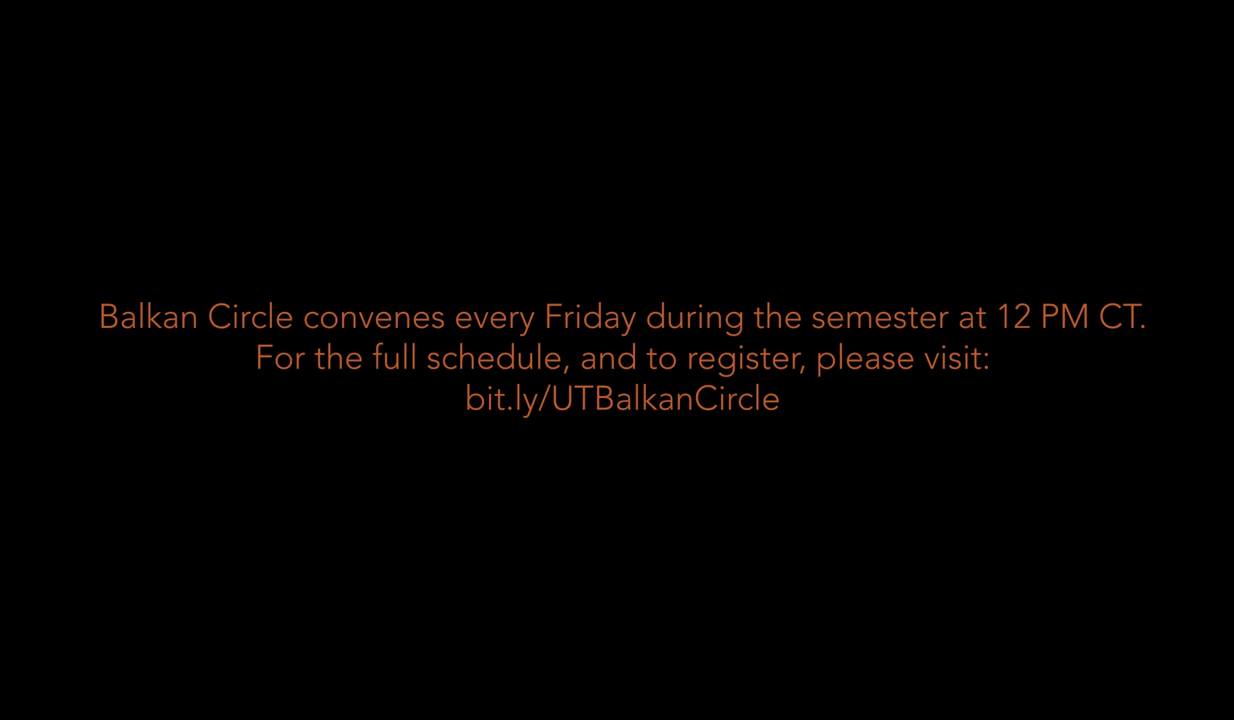 Balkan Circle convenes every Friday during the semester at 12 PM CT.
For the full schedule, and to register, please visit:
bit.ly/UTBalkanCircle